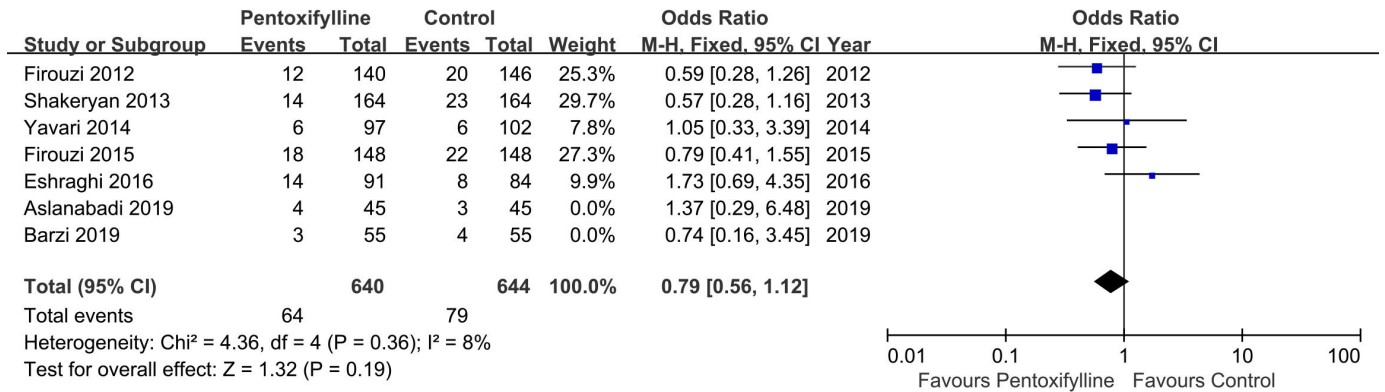 Pentoxifylline Control Odds Ratio Odds Ratio
Study or Subgroup Events Total Events Total Weight M-H, Fixed, 95% CI Year M-H, Fixed, 95% CI
Firouzi 2012 12 140 20 146 25.3% 0.59 [0.28, 1.26] 2012
Shakeryan 2013 14 164 23 164 29.7% 0.57 [0.28, 1.16] 2013
Yavari 2014 6 97 6 102 7.8% 1.05 [0.33, 3.39] 2014
Firouzi 2015 18 148 22 148 27.3% 0.79 [0.41, 1.55] 2015
Eshraghi 2016 14 91 8 84 9.9% 1.73 [0.69, 4.35] 2016
Aslanabadi 2019 4 45 3 45 0.0% 1.37 [0.29, 6.48] 2019
Barzi 2019 3 55 4 55 0.0% 0.74 [0.16, 3.45] 2019
Total (95% CI) 640 644 100.0% 0.79 [0.56, 1.12]
Total events 64 79
Heterogeneity: Chi² = 4.36, df = 4 (P = 0.36); I² = 8%
Test for overall effect: Z = 1.32 (P = 0.19)
0.01 0.1 1 10 100
Favours Pentoxifylline Favours Control